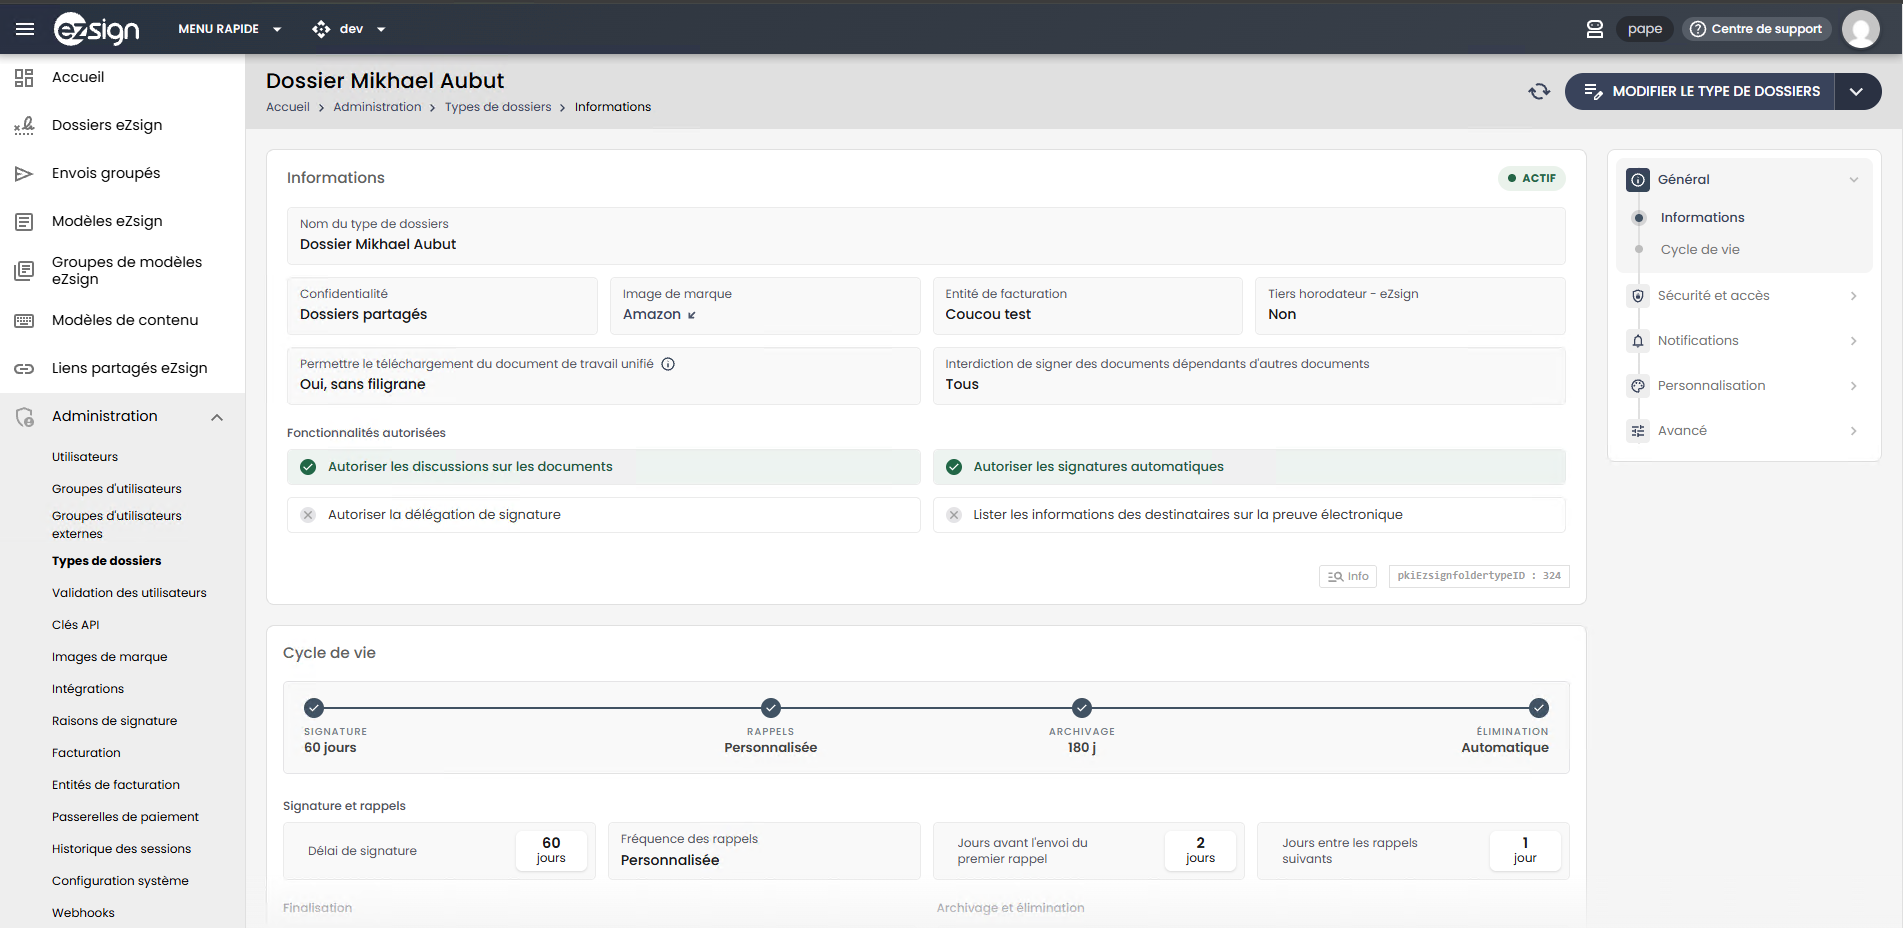 ezsign
MENU RAPIDE
dev
pape
Centre de support
Accueil
Dossiers eZsign
Envois groupés
Modèles eZsign
Groupes de modèles
eZsign
Modèles de contenu
Liens partagés eZsign
Administration
Utilisateurs
Groupes d'utilisateurs
Groupes d'utilisateurs
externes
Types de dossiers
Validation des utilisateurs
Clés API
Images de marque
Intégrations
Raisons de signature
Facturation
Entités de facturation
Passerelles de paiement
Historique des sessions
Configuration système
Webhooks
Dossier Mikhael Aubut
Accueil > Administration > Types de dossiers > Informations
MODIFIER LE TYPE DE DOSSIERS
Informations
ACTIF
Nom du type de dossiers
Dossier Mikhael Aubut
Confidentialité
Dossiers partagés
Image de marque
Amazon
Entité de facturation
Coucou test
Tiers horodateur - eZsign
Non
Permettre le téléchargement du document de travail unifié
Oui, sans filigrane
Interdiction de signer des documents dépendants d'autres documents
Tous
Fonctionnalités autorisées
Autoriser les discussions sur les documents
Autoriser les signatures automatiques
Autoriser la délégation de signature
Lister les informations des destinataires sur la preuve électronique
Info
pkiEzsignfoldertypeID : 324
Cycle de vie
SIGNATURE
60 jours
RAPPELS
Personnalisée
ARCHIVAGE
180 j
ÉLIMINATION
Automatique
Signature et rappels
Délai de signature
60
jours
Fréquence des rappels
Personnalisée
Jours avant l'envoi du
premier rappel
2
jours
Jours entre les rappels
suivants
1
jour
Finalisation
Archivage et élimination
Général
Informations
Cycle de vie
Sécurité et accès
Notifications
Personnalisation
Avancé